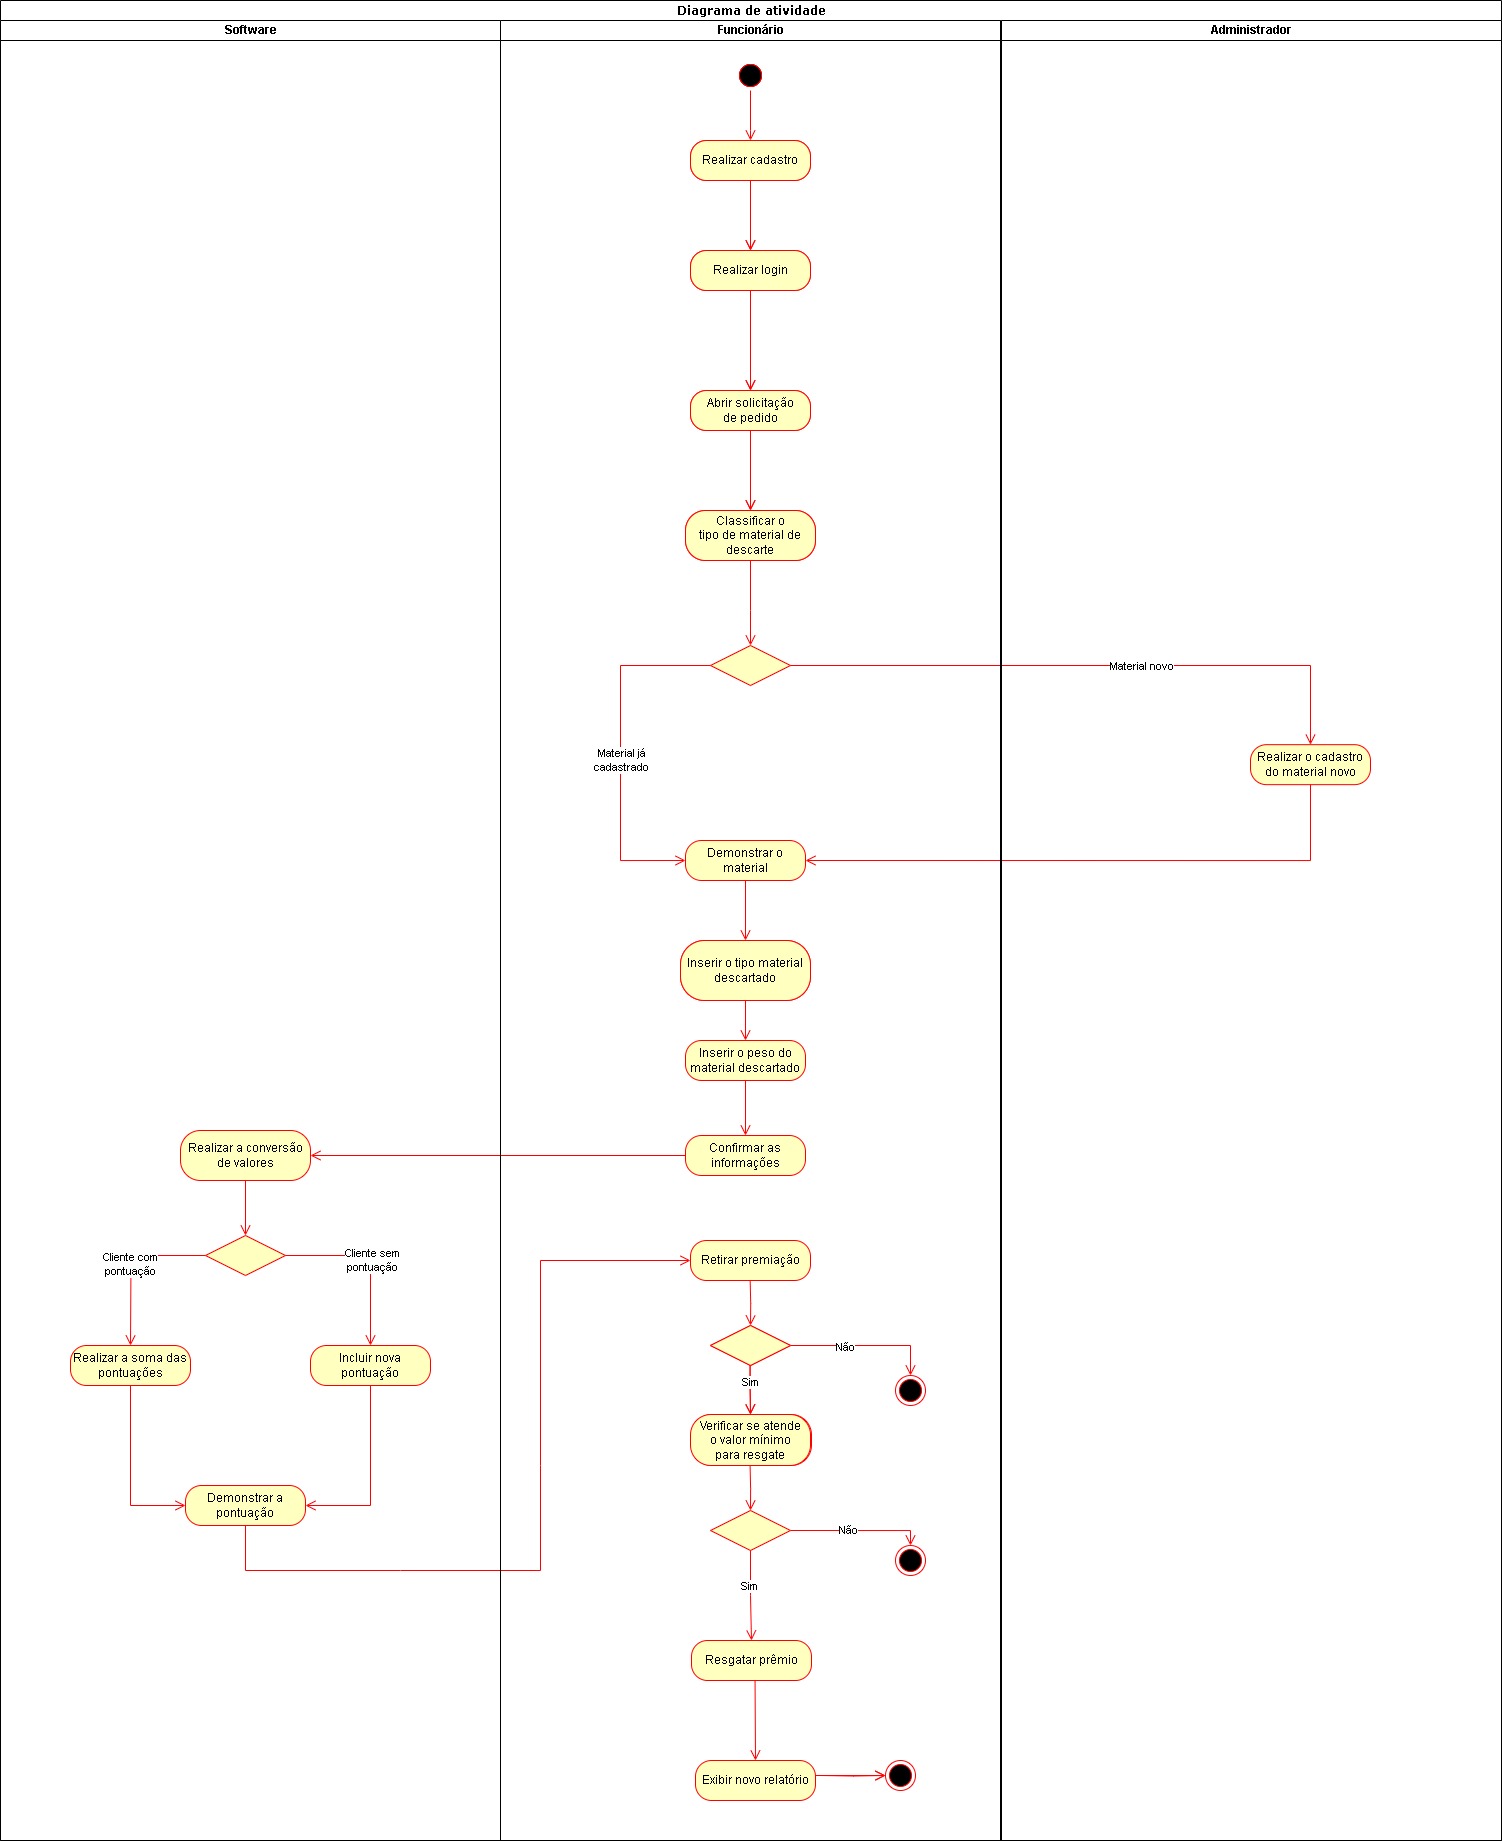 Diagrama de atividade
Software
Funcionário
Administrador
Realizar cadastro
Realizar login
Abrir solicitação
de pedido
Classificar o
tipo de material de
descarte
Material novo
Material já
cadastrado
Realizar o cadastro
do material novo
Demonstrar o
material
Inserir o tipo material
descartado
Inserir o peso do
material descartado
Confirmar as
informações
Realizar a conversão
de valores
Cliente com
pontuação
Cliente sem
pontuação
Realizar a soma das
pontuações
Incluir nova
pontuação
Demonstrar a
pontuação
Retirar premiação
Não
Sim
Verificar se atende
o valor mínimo
para resgate
Não
Sim
Resgatar prêmio
Exibir novo relatório